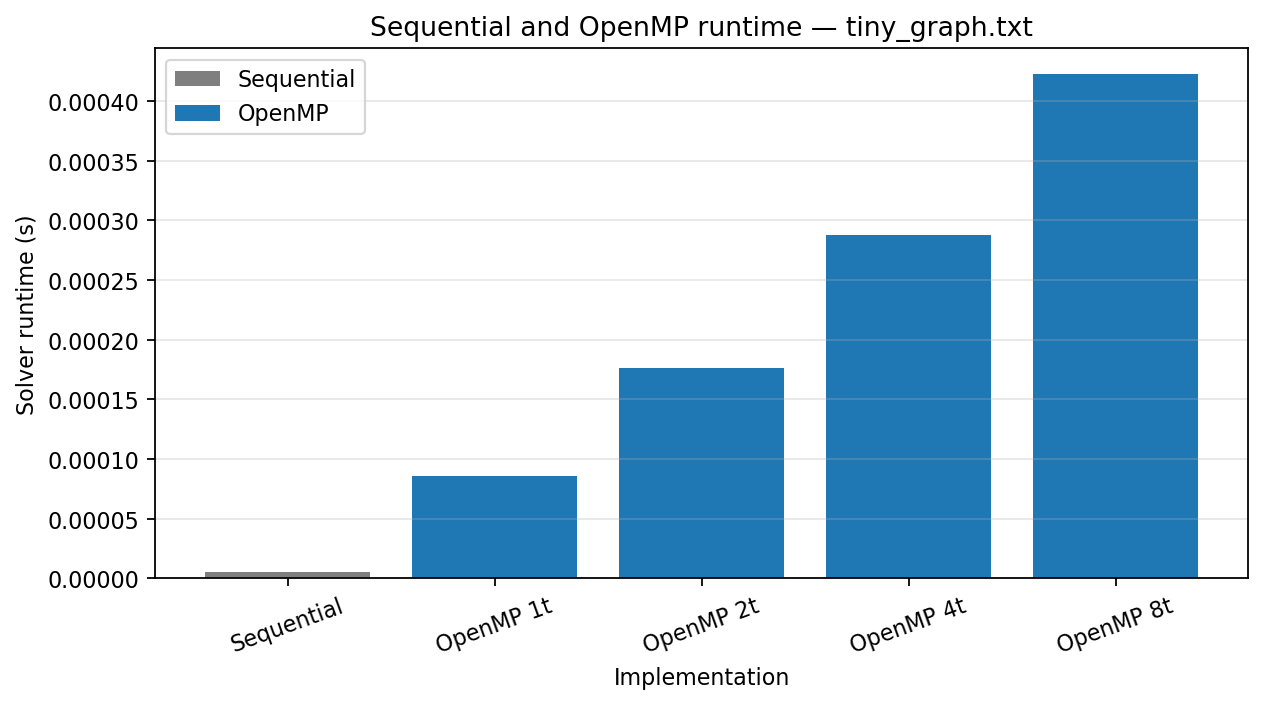 Sequential and OpenMP runtime — tiny_graph.txt
Sequential
OpenMP
0.00040
0.00035
0.00030
0.00025
0.00020
0.00015
0.00010
0.00005
0.00000
Solver runtime (s)
Sequential
OpenMP 1t
OpenMP 2t
OpenMP 4t
OpenMP 8t
Implementation